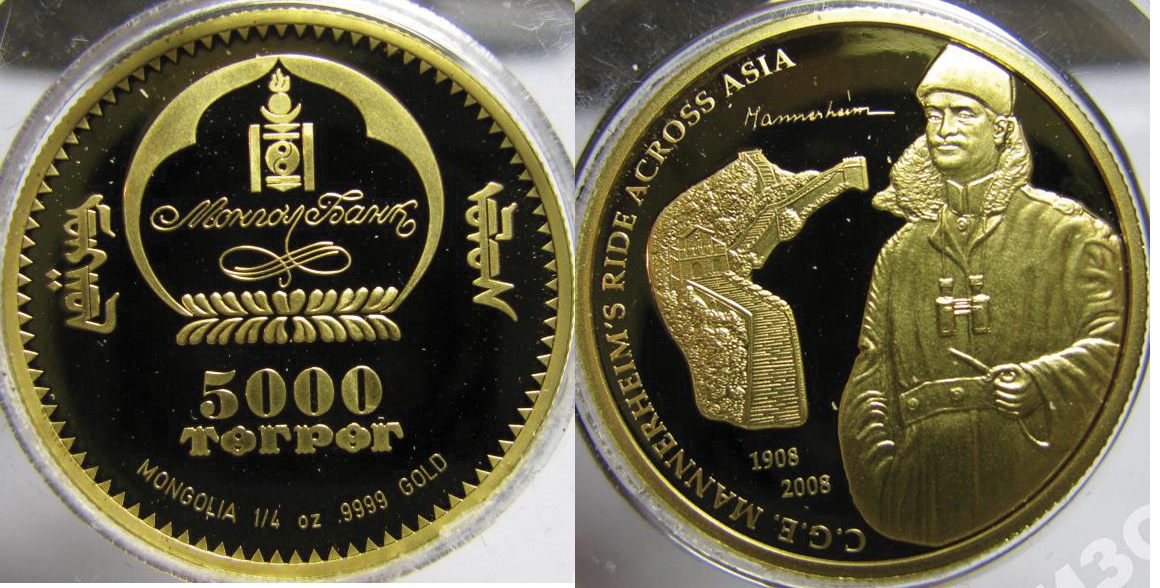 Монгол Банк
5000
ТӨГРӨГ
MONGOLIA 1/4 oz .9999 GOLD
C.G.E. MANNERHEIM'S RIDE ACROSS ASIA
Mannerheim
1908
2008